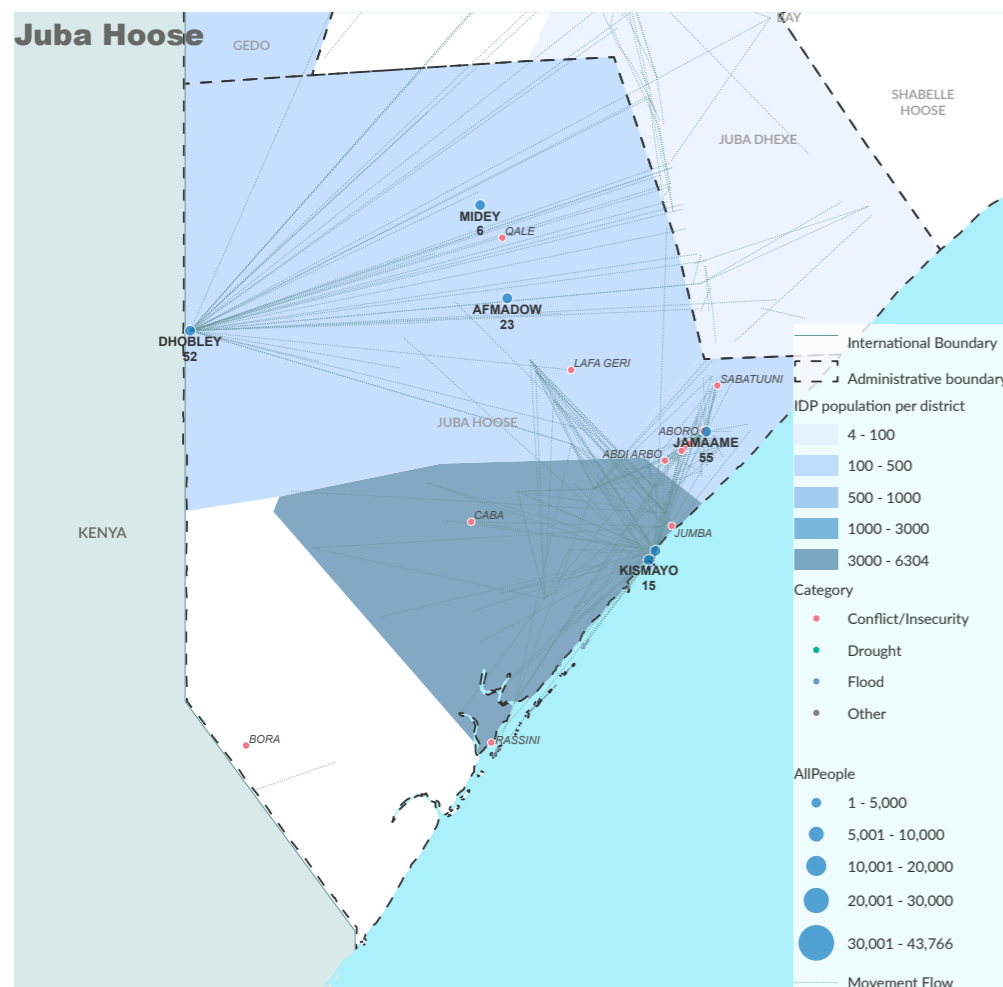 Juba Hoose
GEDO
BAY
SHABELLE
HOOSE
JUBA DHEXE
MIDEY
6
QALE
AFMADOW
23
DHOBLEY
52
LAFA GERI
SABATUUNI
JUBA HOOSE
ABORO
JAMAAME
55
ABDI ARBO
CABA
JUMBA
KENYA
KISMAYO
15
BORA
RASSINI
International Boundary
Administrative boundary
IDP population per district
4 - 100
100 - 500
500 - 1000
1000 - 3000
3000 - 6304
Category
Conflict/Insecurity
Drought
Flood
Other
AllPeople
1 - 5,000
5,001 - 10,000
10,001 - 20,000
20,001 - 30,000
30,001 - 43,766
Movement Flow